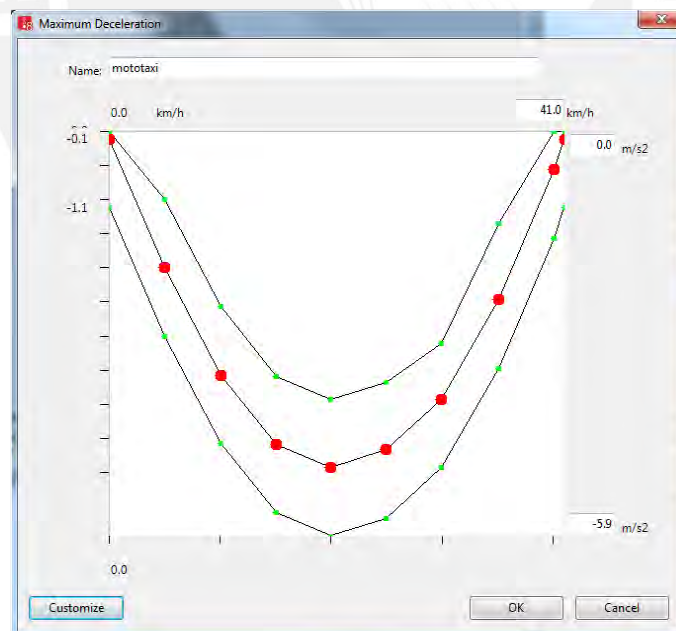 Maximum Deceleration
Name: mototaxi
0.0 km/h 41.0 km/h
-0.1 0.0 m/s2
-1.1
-5.9 m/s2
0.0
Customize OK Cancel